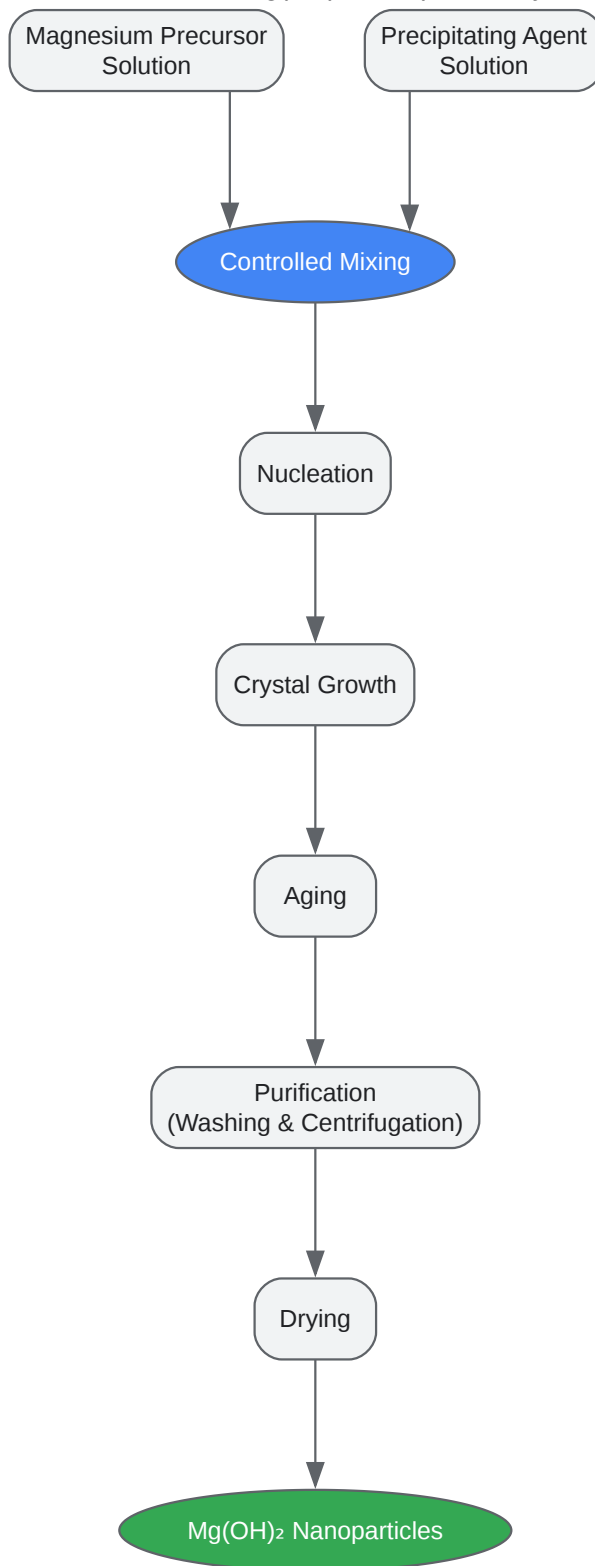 Magnesium Precursor
Solution
Precipitating Agent
Solution
Controlled Mixing
Nucleation
Crystal Growth
Aging
Purification
(Washing & Centrifugation)
Drying
Mg(OH)₂ Nanoparticles